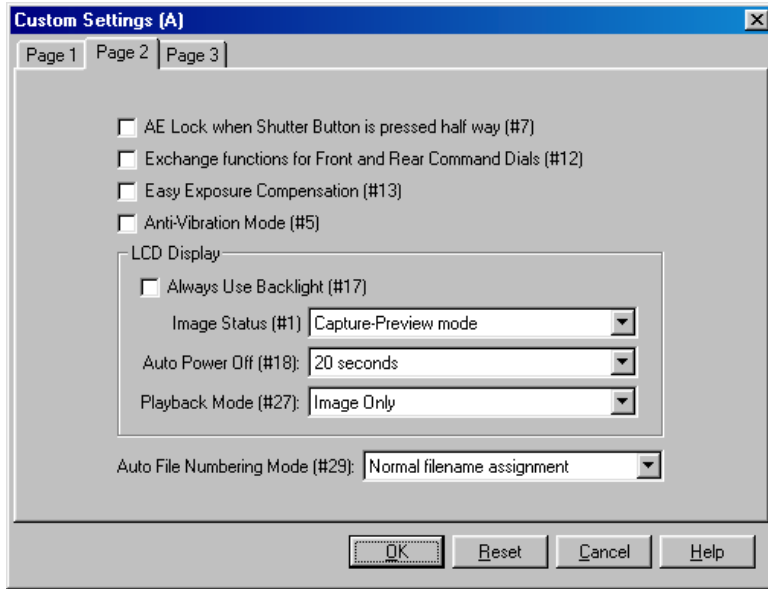 Custom Settings (A)
Page 1 Page 2 Page 3
AE Lock when Shutter Button is pressed half way (#7)
Exchange functions for Front and Rear Command Dials (#12)
Easy Exposure Compensation (#13)
Anti-Vibration Mode (#5)
LCD Display
Always Use Backlight (#17)
Image Status (#1) Capture-Preview mode
Auto Power Off (#18): 20 seconds
Playback Mode (#27): Image Only
Auto File Numbering Mode (#29): Normal filename assignment
OK Reset Cancel Help